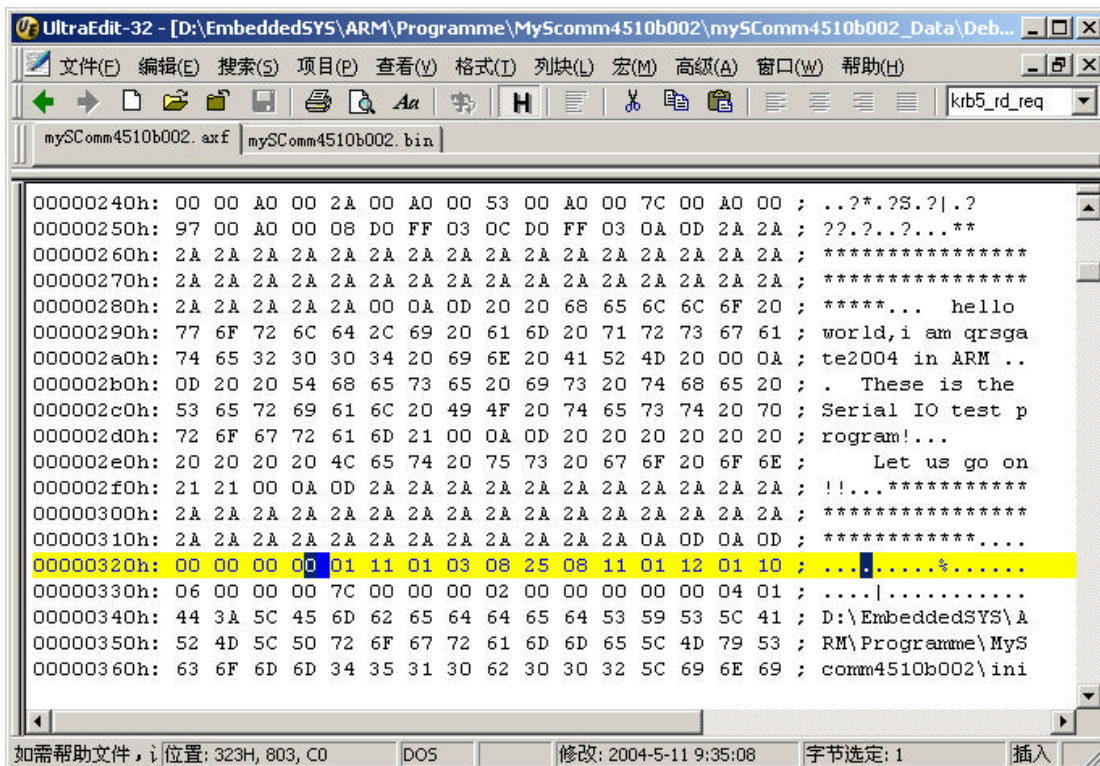 UltraEdit-32 - [D:\EmbeddedSYS\ARM\Programme\MyScomm4510b002\mySComm4510b002_Data\Deb...
文件(F) 编辑(E) 搜索(S) 项目(P) 查看(V) 格式(T) 列块(L) 宏(M) 高级(A) 窗口(W) 帮助(H)
Aa H krb5_rd_req
mySComm4510b002.axf mySComm4510b002.bin
00000240h: 00 00 A0 00 2A 00 A0 00 53 00 A0 00 7C 00 A0 00 ; ..?*.?S.?|.?
00000250h: 97 00 A0 00 08 D0 FF 03 0C D0 FF 03 0A 0D 2A 2A ; ??.?..?...**
00000260h: 2A 2A 2A 2A 2A 2A 2A 2A 2A 2A 2A 2A 2A 2A 2A 2A ; ****************
00000270h: 2A 2A 2A 2A 2A 2A 2A 2A 2A 2A 2A 2A 2A 2A 2A 2A ; ****************
00000280h: 2A 2A 2A 2A 2A 00 0A 0D 20 20 68 65 6C 6C 6F 20 ; *****...  hello
00000290h: 77 6F 72 6C 64 2C 69 20 61 6D 20 71 72 73 67 61 ; world,i am qrsga
000002a0h: 74 65 32 30 30 34 20 69 6E 20 41 52 4D 20 00 0A ; te2004 in ARM ..
000002b0h: 0D 20 20 54 68 65 73 65 20 69 73 20 74 68 65 20 ; .  These is the
000002c0h: 53 65 72 69 61 6C 20 49 4F 20 74 65 73 74 20 70 ; Serial IO test p
000002d0h: 72 6F 67 72 61 6D 21 00 0A 0D 20 20 20 20 20 20 ; rogram!...
000002e0h: 20 20 20 20 4C 65 74 20 75 73 20 67 6F 20 6F 6E ;     Let us go on
000002f0h: 21 21 00 0A 0D 2A 2A 2A 2A 2A 2A 2A 2A 2A 2A 2A ; !!...***********
00000300h: 2A 2A 2A 2A 2A 2A 2A 2A 2A 2A 2A 2A 2A 2A 2A 2A ; ****************
00000310h: 2A 2A 2A 2A 2A 2A 2A 2A 2A 2A 2A 2A 0A 0D 0A 0D ; ************....
00000320h: 00 00 00 00 01 11 01 03 08 25 08 11 01 12 01 10 ; .........%......
00000330h: 06 00 00 00 7C 00 00 00 02 00 00 00 00 00 04 01 ; ....|...........
00000340h: 44 3A 5C 45 6D 62 65 64 64 65 64 53 59 53 5C 41 ; D:\EmbeddedSYS\A
00000350h: 52 4D 5C 50 72 6F 67 72 61 6D 6D 65 5C 4D 79 53 ; RM\Programme\MyS
00000360h: 63 6F 6D 6D 34 35 31 30 62 30 30 32 5C 69 6E 69 ; comm4510b002\ini
如需帮助文件，位置: 323H, 803, C0 DOS 修改: 2004-5-11 9:35:08 字节选定: 1 插入